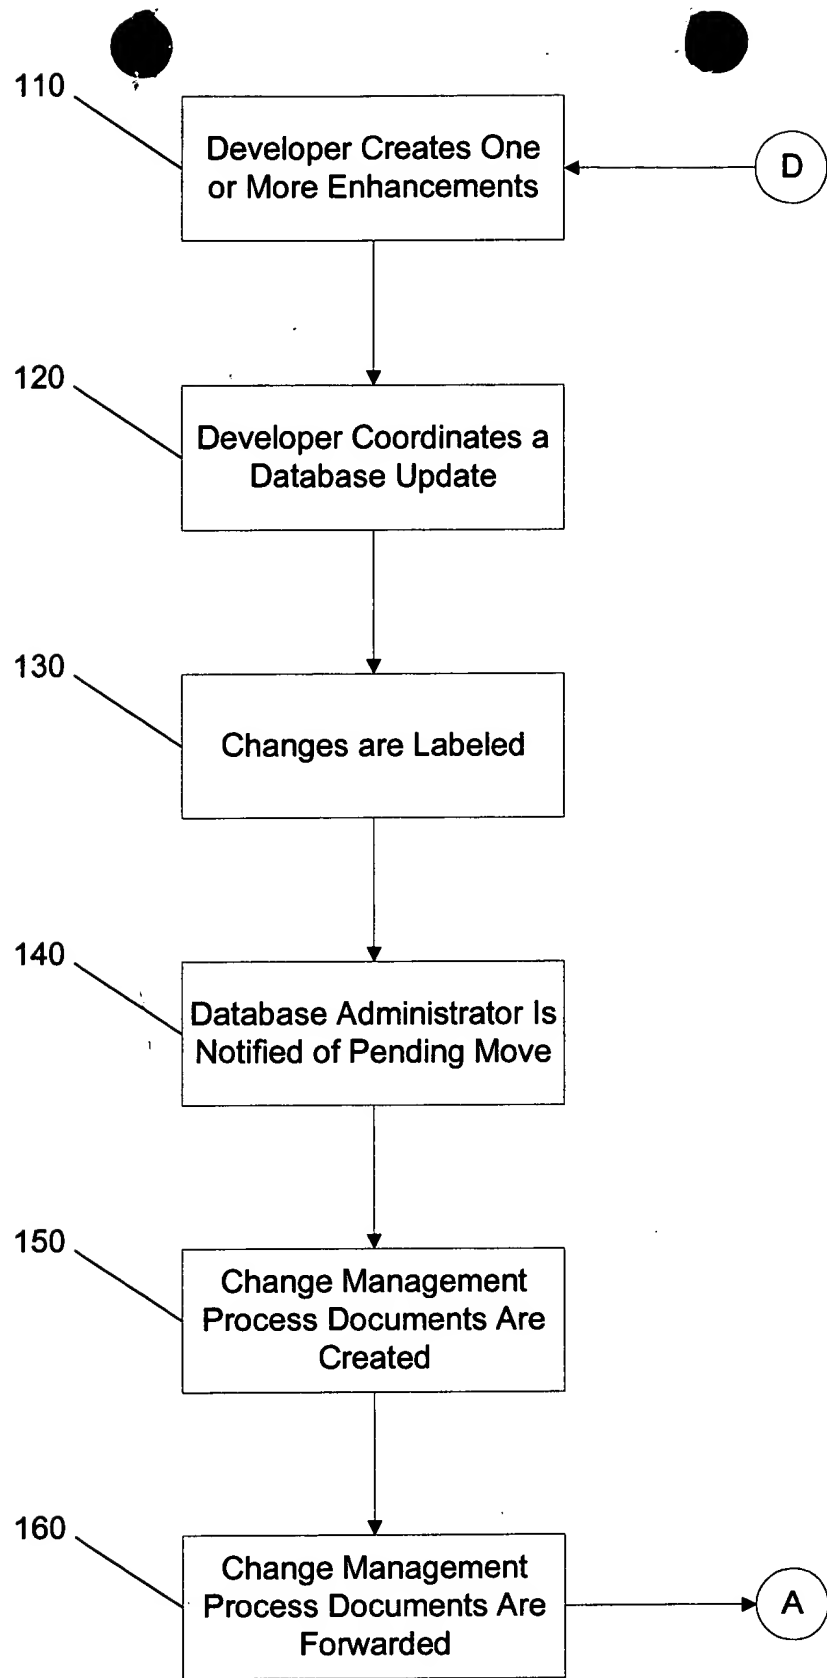 110
Developer Creates One
or More Enhancements
D
120
Developer Coordinates a
Database Update
130
Changes are Labeled
140
Database Administrator Is
Notified of Pending Move
150
Change Management
Process Documents Are
Created
160
Change Management
Process Documents Are
Forwarded
A